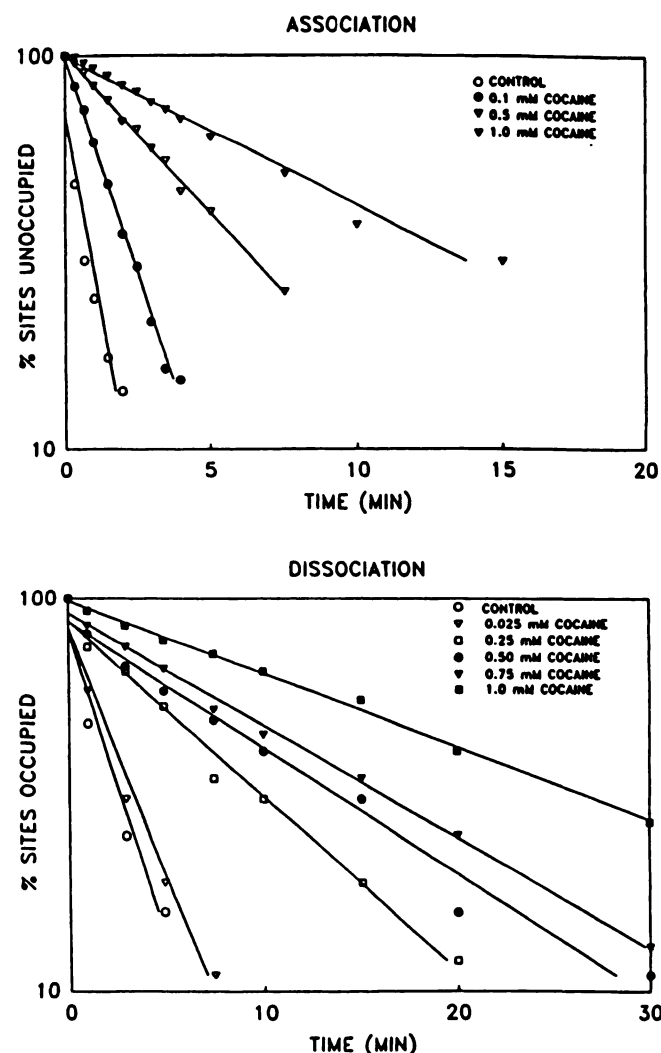 ASSOCIATION
100
10
% SITES UNOCCUPIED
CONTROL
0.1 mM COCAINE
0.5 mM COCAINE
1.0 mM COCAINE
0 5 10 15 20
TIME (MIN)
DISSOCIATION
100
10
% SITES OCCUPIED
CONTROL
0.025 mM COCAINE
0.25 mM COCAINE
0.50 mM COCAINE
0.75 mM COCAINE
1.0 mM COCAINE
0 10 20 30
TIME (MIN)